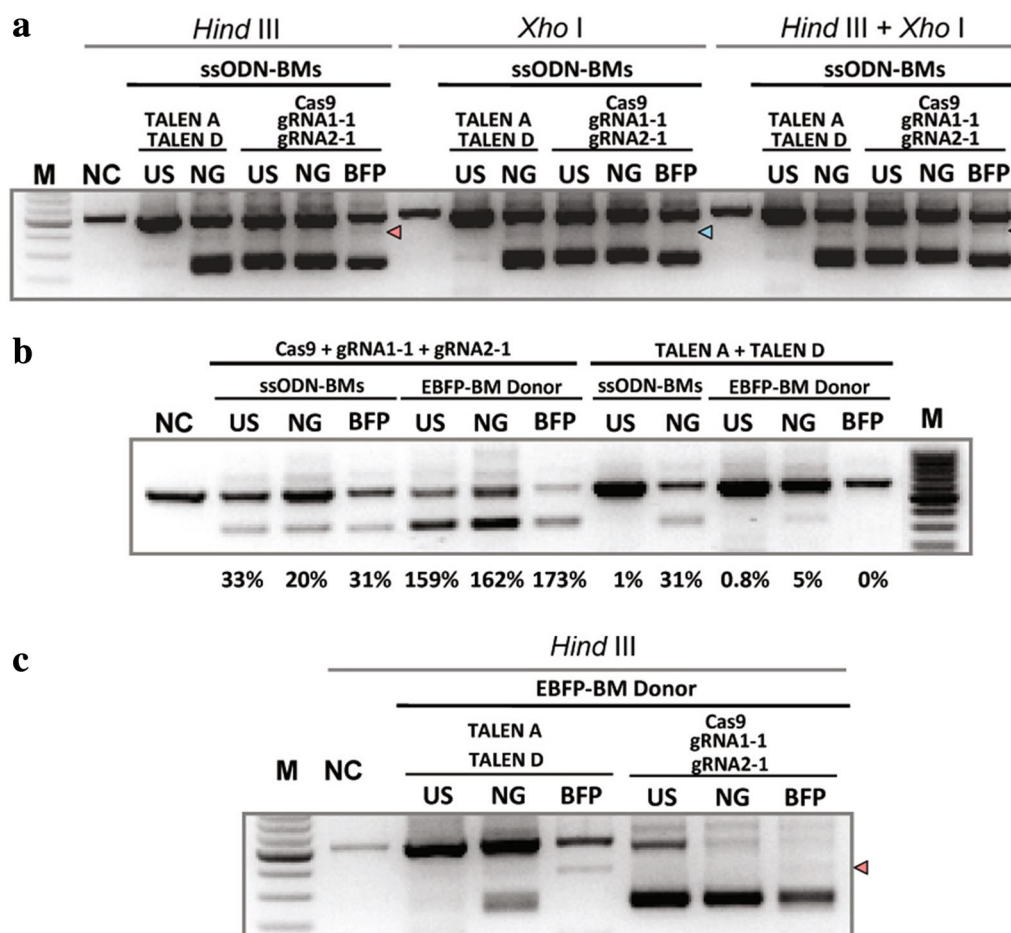 a
Hind III Xho I Hind III + Xho I
ssODN-BMs ssODN-BMs ssODN-BMs
TALEN A TALEN D Cas9 gRNA1-1 gRNA2-1 TALEN A TALEN D Cas9 gRNA1-1 gRNA2-1 TALEN A TALEN D Cas9 gRNA1-1 gRNA2-1
M NC US NG US NG BFP US NG US NG BFP US NG US NG BFP
b
Cas9 + gRNA1-1 + gRNA2-1 TALEN A + TALEN D
ssODN-BMs EBFP-BM Donor ssODN-BMs EBFP-BM Donor
NC US NG BFP US NG BFP US NG US NG BFP M
33% 20% 31% 159% 162% 173% 1% 31% 0.8% 5% 0%
c
Hind III
EBFP-BM Donor
TALEN A TALEN D Cas9 gRNA1-1 gRNA2-1
M NC US NG BFP US NG BFP